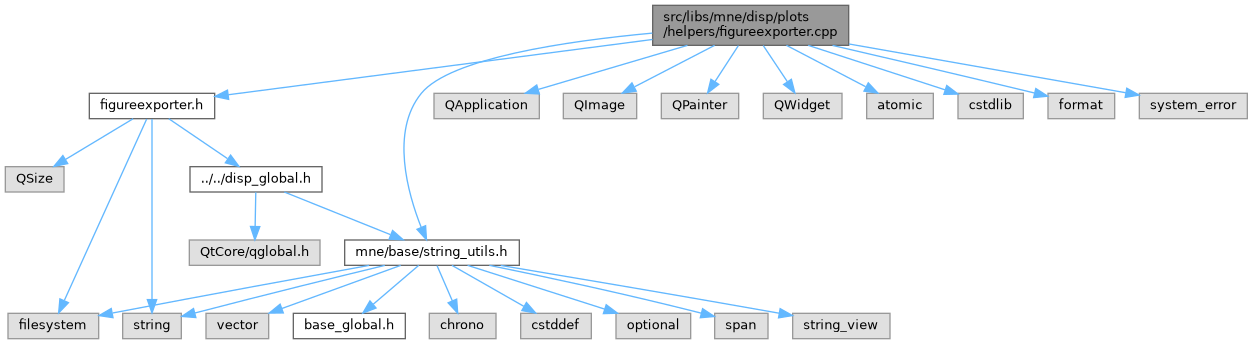 src/libs/mne/disp/plots
/helpers/figureexporter.cpp
figureexporter.h
QApplication
QImage
QPainter
QWidget
atomic
cstdlib
format
system_error
QSize
../../disp_global.h
QtCore/qglobal.h
mne/base/string_utils.h
filesystem
string
vector
base_global.h
chrono
cstddef
optional
span
string_view